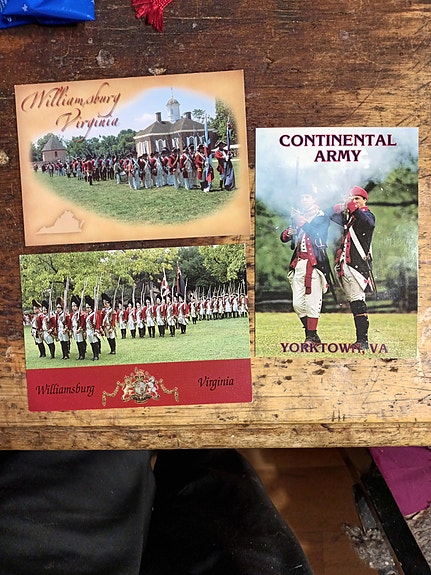 Williamsburg
Virginia
CONTINENTAL
ARMY
YORKTOWN, VA
Williamsburg Virginia